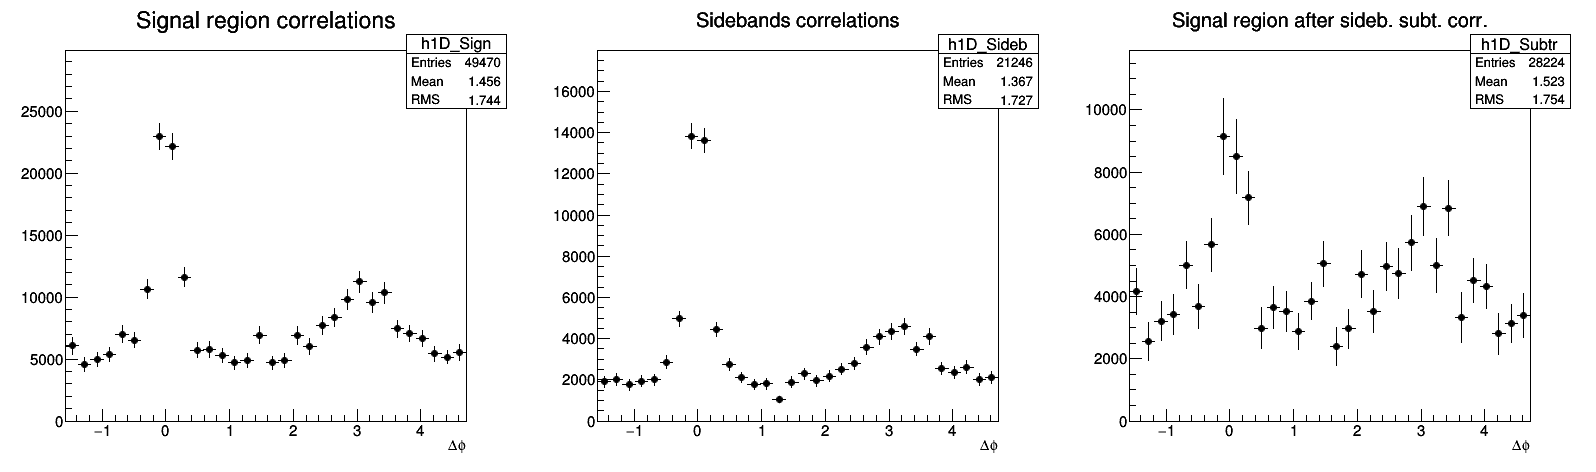 Signal region correlations
h1D_Sign
Entries 49470
Mean 1.456
RMS 1.744
25000
20000
15000
10000
5000
0
−1 0 1 2 3 4
Δϕ
Sidebands correlations
h1D_Sideb
Entries 21246
Mean 1.367
RMS 1.727
16000
14000
12000
10000
8000
6000
4000
2000
0
−1 0 1 2 3 4
Δϕ
Signal region after sideb. subt. corr.
h1D_Subtr
Entries 28224
Mean 1.523
RMS 1.754
10000
8000
6000
4000
2000
0
−1 0 1 2 3 4
Δϕ